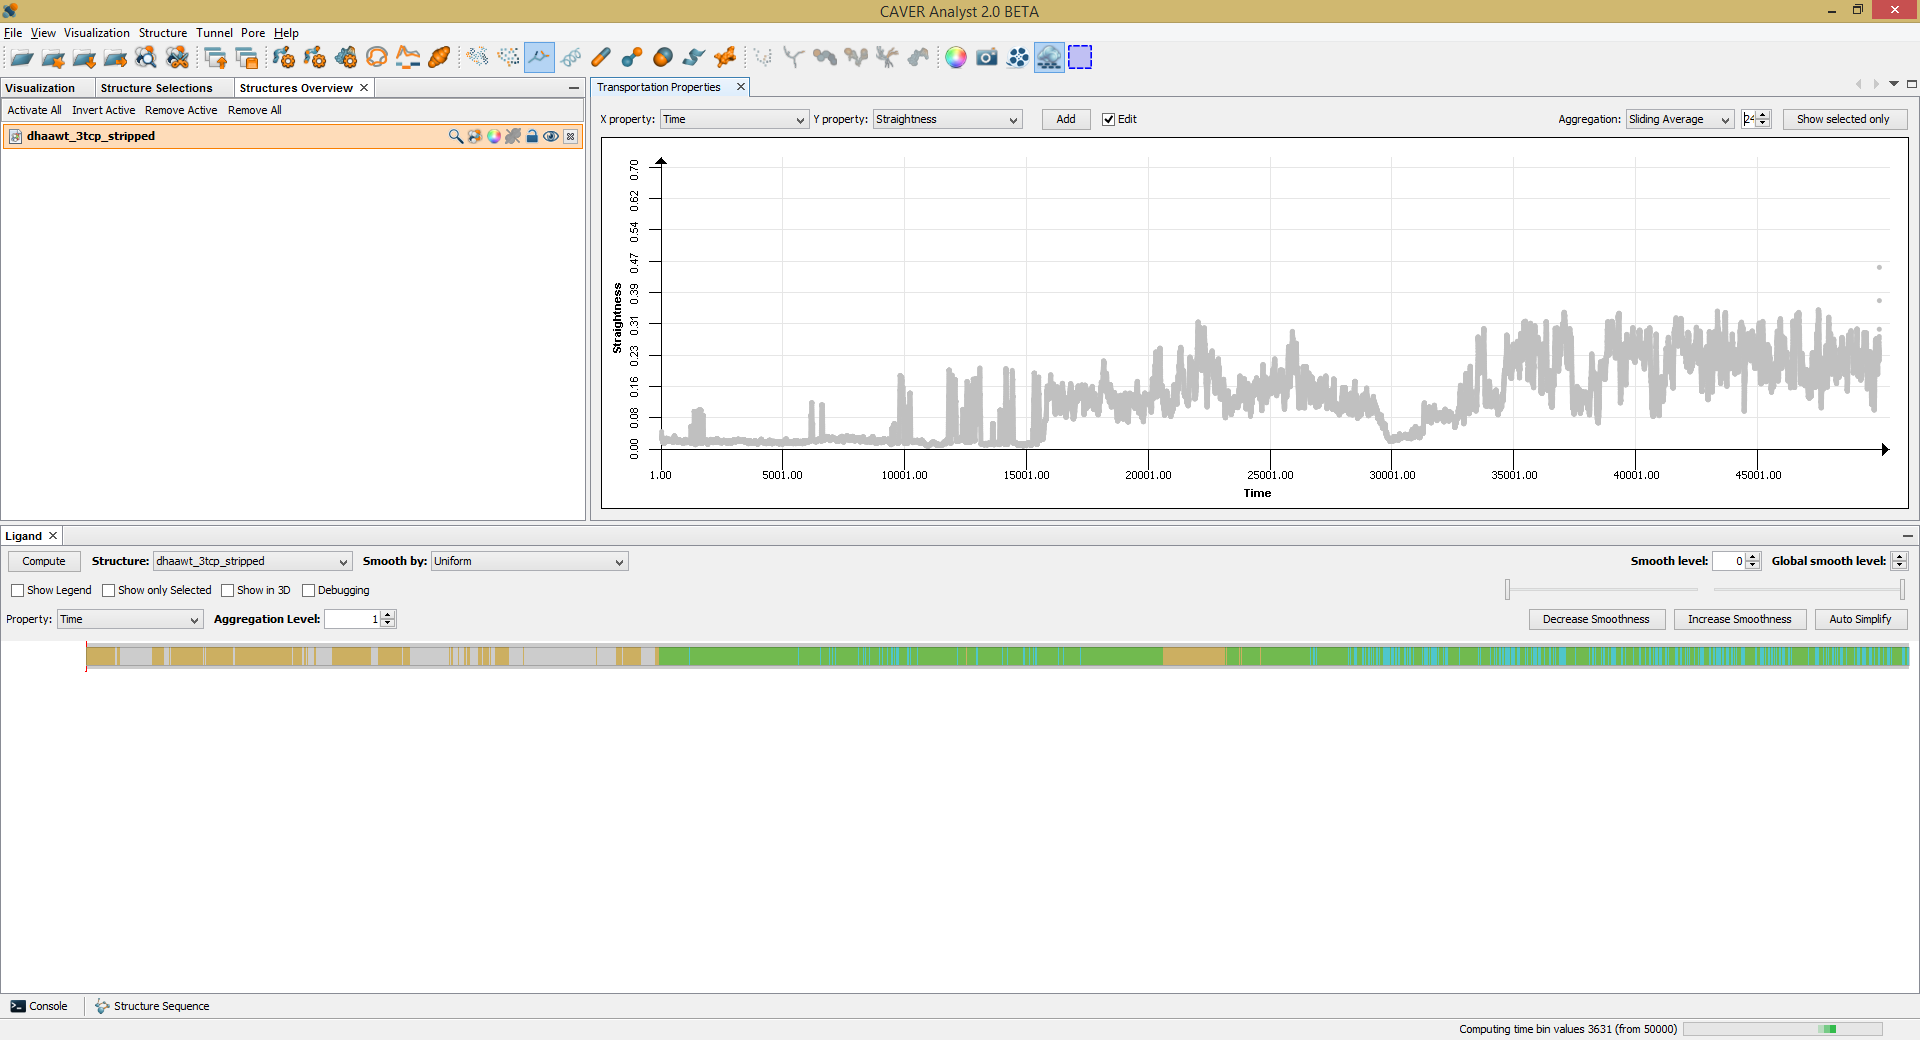 CAVER Analyst 2.0 BETA
File View Visualization Structure Tunnel Pore Help
Visualization Structure Selections Structures Overview
Activate All Invert Active Remove Active Remove All
dhaawt_3tcp_stripped
Transportation Properties
X property: Time Y property: Straightness Add Edit Aggregation: Sliding Average 24 Show selected only
0.70
0.62
0.54
0.47
0.39
0.31
0.23
0.16
0.08
0.00
Straightness
1.00 5001.00 10001.00 15001.00 20001.00 25001.00 30001.00 35001.00 40001.00 45001.00
Time
Ligand
Compute Structure: dhaawt_3tcp_stripped Smooth by: Uniform Smooth level: 0 Global smooth level:
Show Legend Show only Selected Show in 3D Debugging
Property: Time Aggregation Level: 1 Decrease Smoothness Increase Smoothness Auto Simplify
Console Structure Sequence
Computing time bin values 3631 (from 50000)